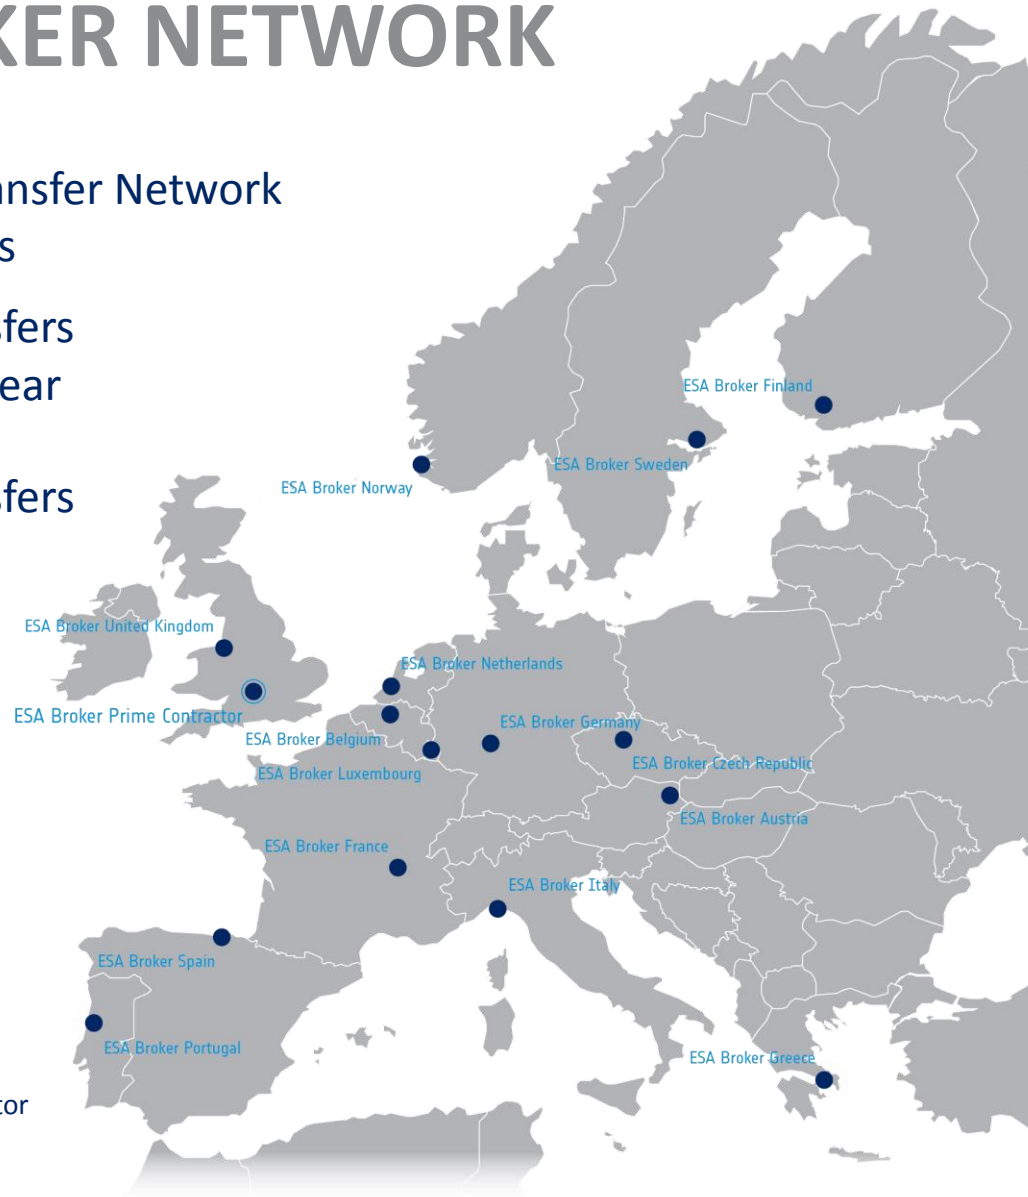 KER NETWORK
ansfer Network
s
sfers
ear
sfers
ESA Broker Finland
ESA Broker Sweden
ESA Broker Norway
ESA Broker United Kingdom
ESA Broker Netherlands
ESA Broker Prime Contractor
ESA Broker Germany
ESA Broker Belgium
ESA Broker Czech Republic
ESA Broker Luxembourg
ESA Broker Austria
ESA Broker France
ESA Broker Italy
ESA Broker Spain
ESA Broker Portugal
ESA Broker Greece
tor